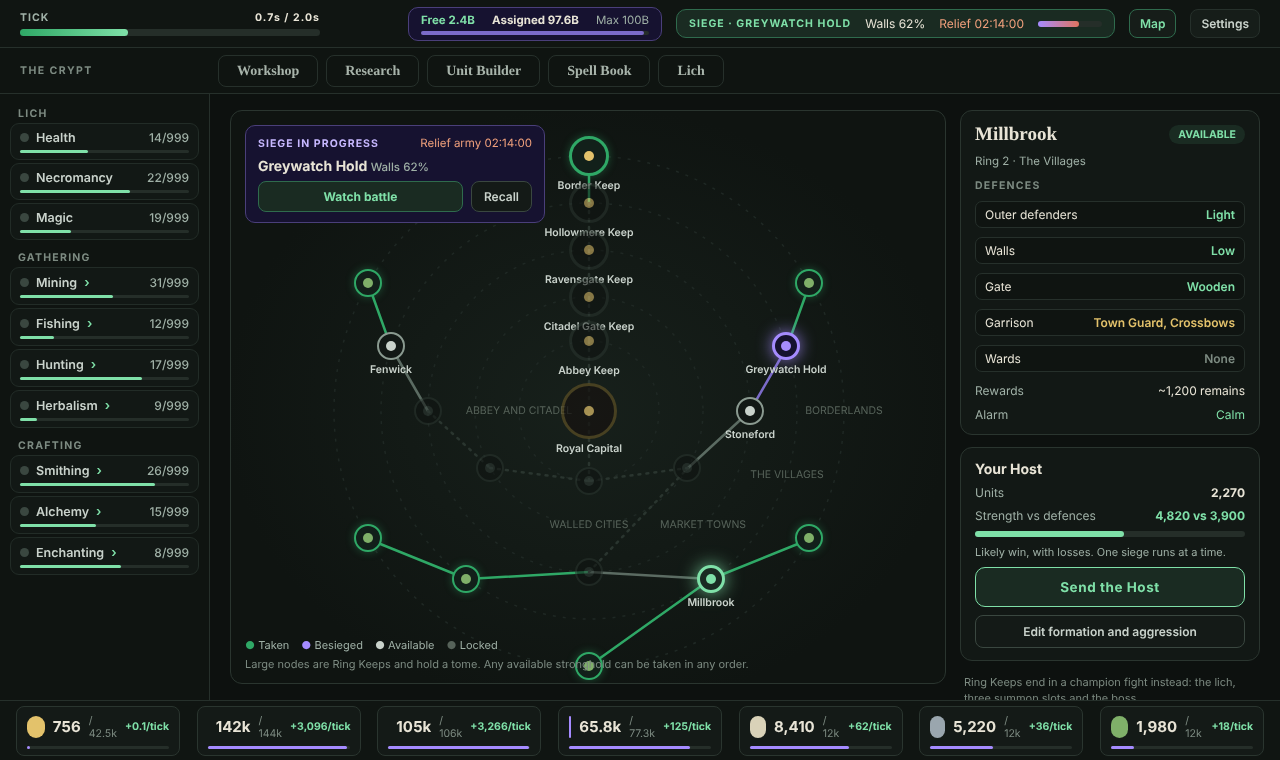 TICK
0.7s / 2.0s
Free 2.4B Assigned 97.6B Max 100B
SIEGE · GREYWATCH HOLD Walls 62% Relief 02:14:00
Map
Settings
THE CRYPT
Workshop
Research
Unit Builder
Spell Book
Lich
LICH
Health 14/999
Necromancy 22/999
Magic 19/999
GATHERING
Mining › 31/999
Fishing › 12/999
Hunting › 17/999
Herbalism › 9/999
CRAFTING
Smithing › 26/999
Alchemy › 15/999
Enchanting › 8/999
SIEGE IN PROGRESS Relief army 02:14:00
Greywatch Hold Walls 62%
Watch battle
Recall
Border Keep
Hollowmere Keep
Ravensgate Keep
Citadel Gate Keep
Abbey Keep
Fenwick
Greywatch Hold
ABBEY AND CITADEL
BORDERLANDS
Stoneford
Royal Capital
THE VILLAGES
WALLED CITIES
MARKET TOWNS
Millbrook
Taken
Besieged
Available
Locked
Large nodes are Ring Keeps and hold a tome. Any available stronghold can be taken in any order.
Millbrook
AVAILABLE
Ring 2 · The Villages
DEFENCES
Outer defenders Light
Walls Low
Gate Wooden
Garrison Town Guard, Crossbows
Wards None
Rewards ~1,200 remains
Alarm Calm
Your Host
Units 2,270
Strength vs defences 4,820 vs 3,900
Likely win, with losses. One siege runs at a time.
Send the Host
Edit formation and aggression
Ring Keeps end in a champion fight instead: the lich,
three summon slots and the boss.
756 / 42.5k +0.1/tick
142k / 144k +3,096/tick
105k / 106k +3,266/tick
65.8k / 77.3k +125/tick
8,410 / 12k +62/tick
5,220 / 12k +36/tick
1,980 / 12k +18/tick